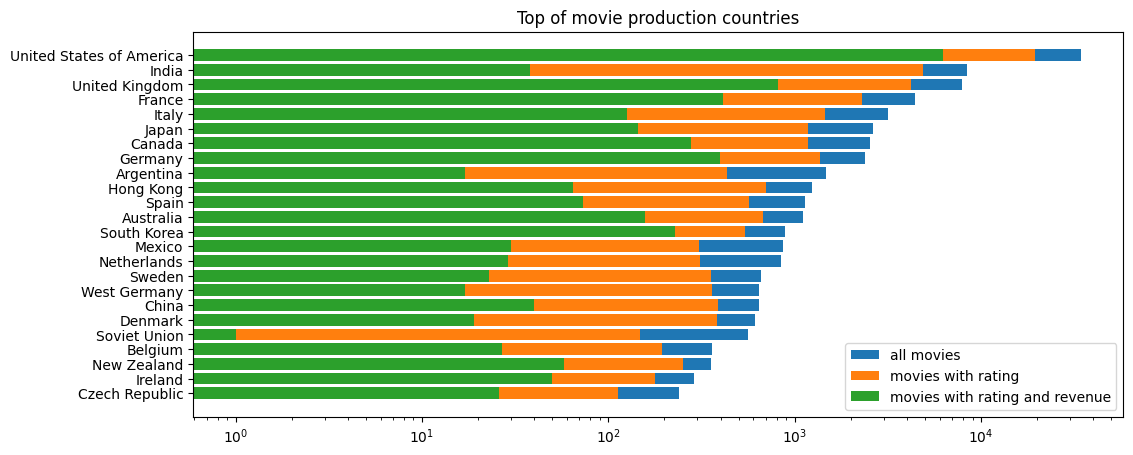 Top of movie production countries
United States of America
India
United Kingdom
France
Italy
Japan
Canada
Germany
Argentina
Hong Kong
Spain
Australia
South Korea
Mexico
Netherlands
Sweden
West Germany
China
Denmark
Soviet Union
Belgium
New Zealand
Ireland
Czech Republic
all movies
movies with rating
movies with rating and revenue
10⁰ 10¹ 10² 10³ 10⁴